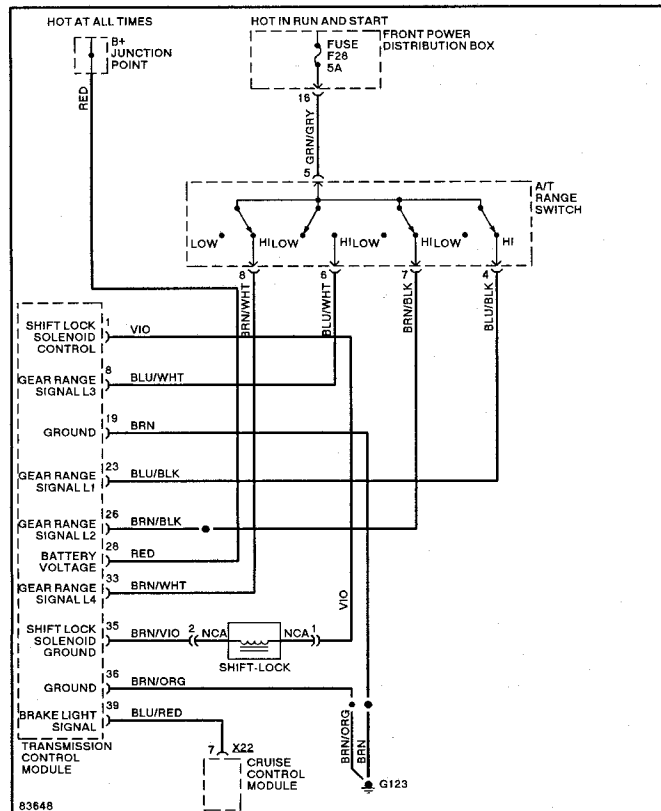 HOT AT ALL TIMES
HOT IN RUN AND START
B+
JUNCTION
POINT
FUSE
F28
5A
FRONT POWER
DISTRIBUTION BOX
RED
16
GRN/GRY
5
A/T
RANGE
SWITCH
LOW
HI
LOW
HI
LOW
HI
LOW
HI
8
6
7
4
BRN/WHT
BLU/WHT
BRN/BLK
BLU/BLK
SHIFT LOCK
SOLENOID
CONTROL
1
VIO
GEAR RANGE
SIGNAL L3
8
BLU/WHT
GROUND
19
BRN
GEAR RANGE
SIGNAL L1
23
BLU/BLK
GEAR RANGE
SIGNAL L2
26
BRN/BLK
BATTERY
VOLTAGE
28
RED
GEAR RANGE
SIGNAL L4
33
BRN/WHT
VIO
SHIFT LOCK
SOLENOID
GROUND
35
BRN/VIO
2
NCA
NCA
1
SHIFT-LOCK
GROUND
36
BRN/ORG
BRAKE LIGHT
SIGNAL
39
BLU/RED
BRN/ORG
BRN
TRANSMISSION
CONTROL
MODULE
7
X22
CRUISE
CONTROL
MODULE
G123
83648